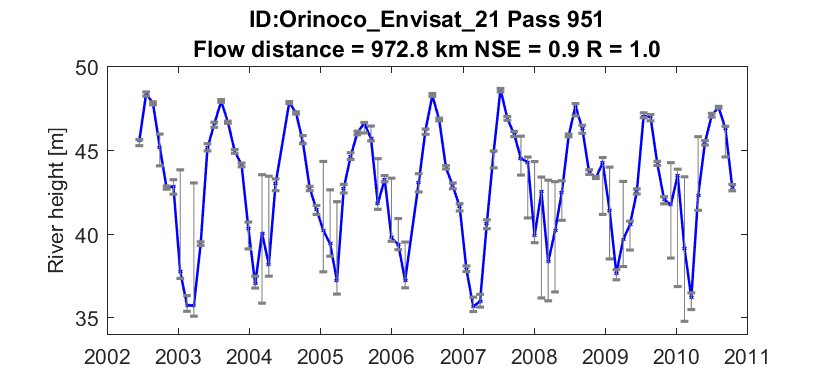 ID:Orinoco_Envisat_21 Pass 951
Flow distance = 972.8 km NSE = 0.9 R = 1.0
River height [m]
50
45
40
35
2002 2003 2004 2005 2006 2007 2008 2009 2010 2011